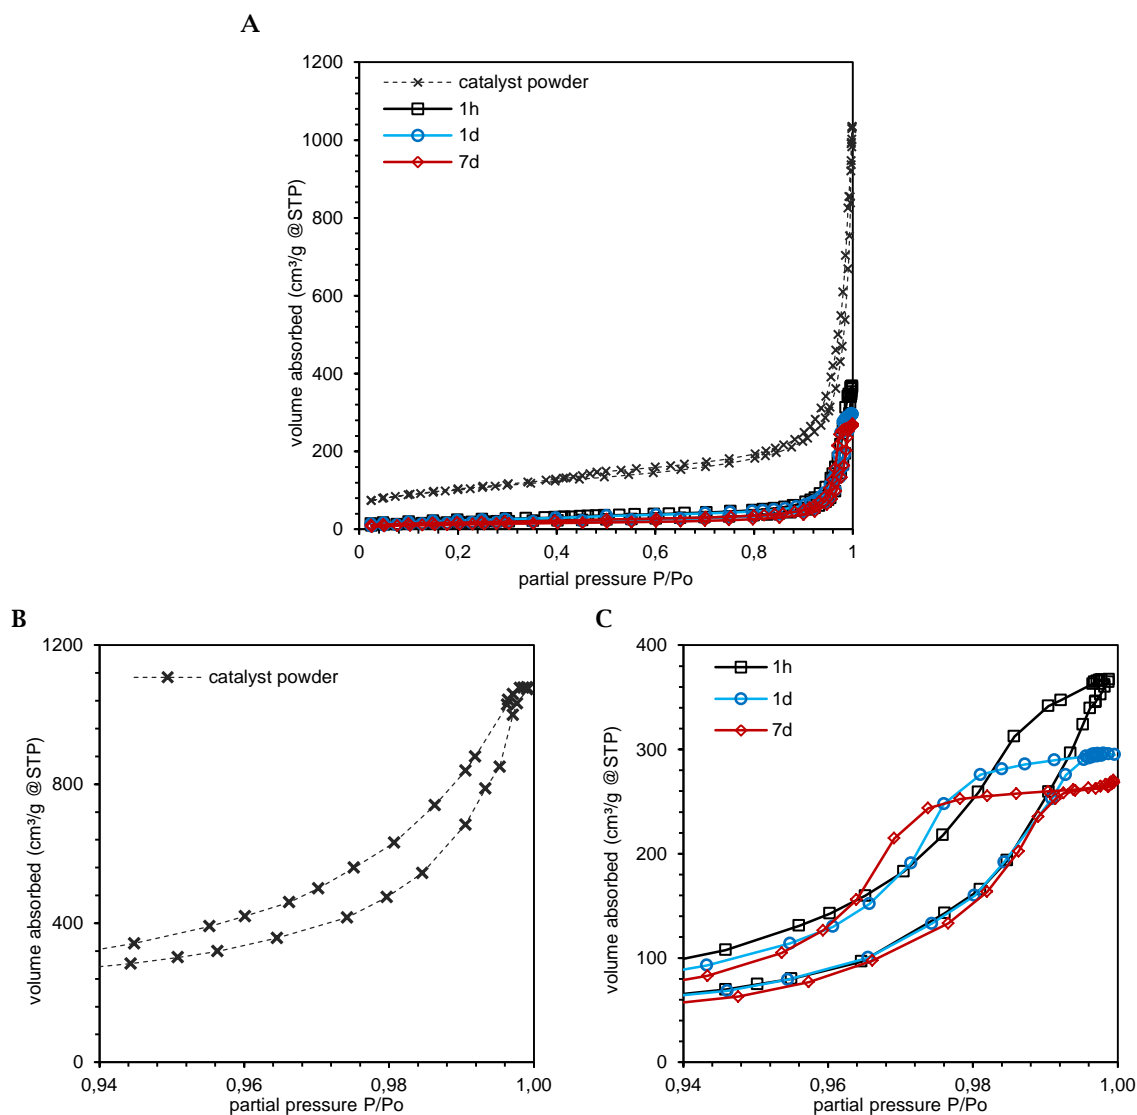 A
1200
1000
800
600
400
200
0
volume absorbed (cm³/g @STP)
catalyst powder
1h
1d
7d
0 0,2 0,4 0,6 0,8 1
partial pressure P/Po
B
1200
800
400
0
volume absorbed (cm³/g @STP)
catalyst powder
0,94 0,96 0,98 1,00
partial pressure P/Po
C
400
300
200
100
0
volume absorbed (cm³/g @STP)
1h
1d
7d
0,94 0,96 0,98 1,00
partial pressure P/Po